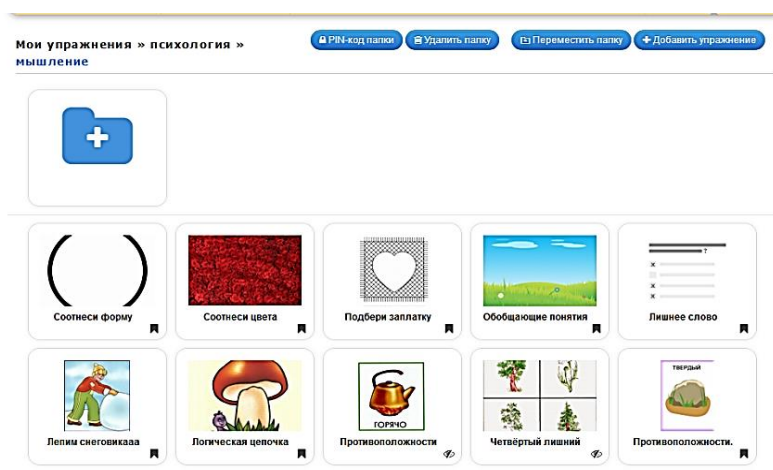 Мои упражнения » психология »
мышление
PIN-код папки
Удалить папку
Переместить папку
Добавить упражнение
Соотнеси форму
Соотнеси цвета
Подбери заплатку
Обобщающие понятия
?
x
x
x
Лишнее слово
Лепим снеговикааа
Логическая цепочка
ГОРЯЧО
Противоположности
Четвёртый лишний
ТВЕРДЫЙ
Противоположности.